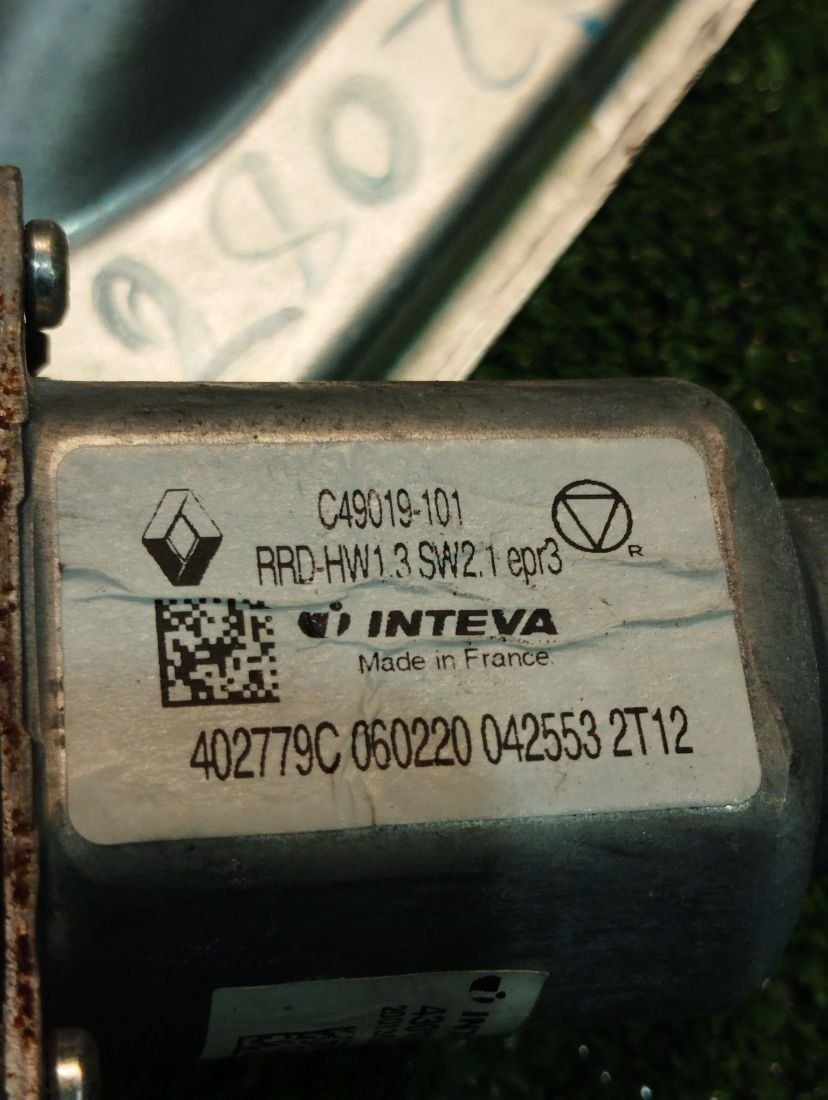 C49019-101
RRD-HW1.3 SW2.1 epr3
R
INTEVA
Made in France
402779C 060220 042553 2T12